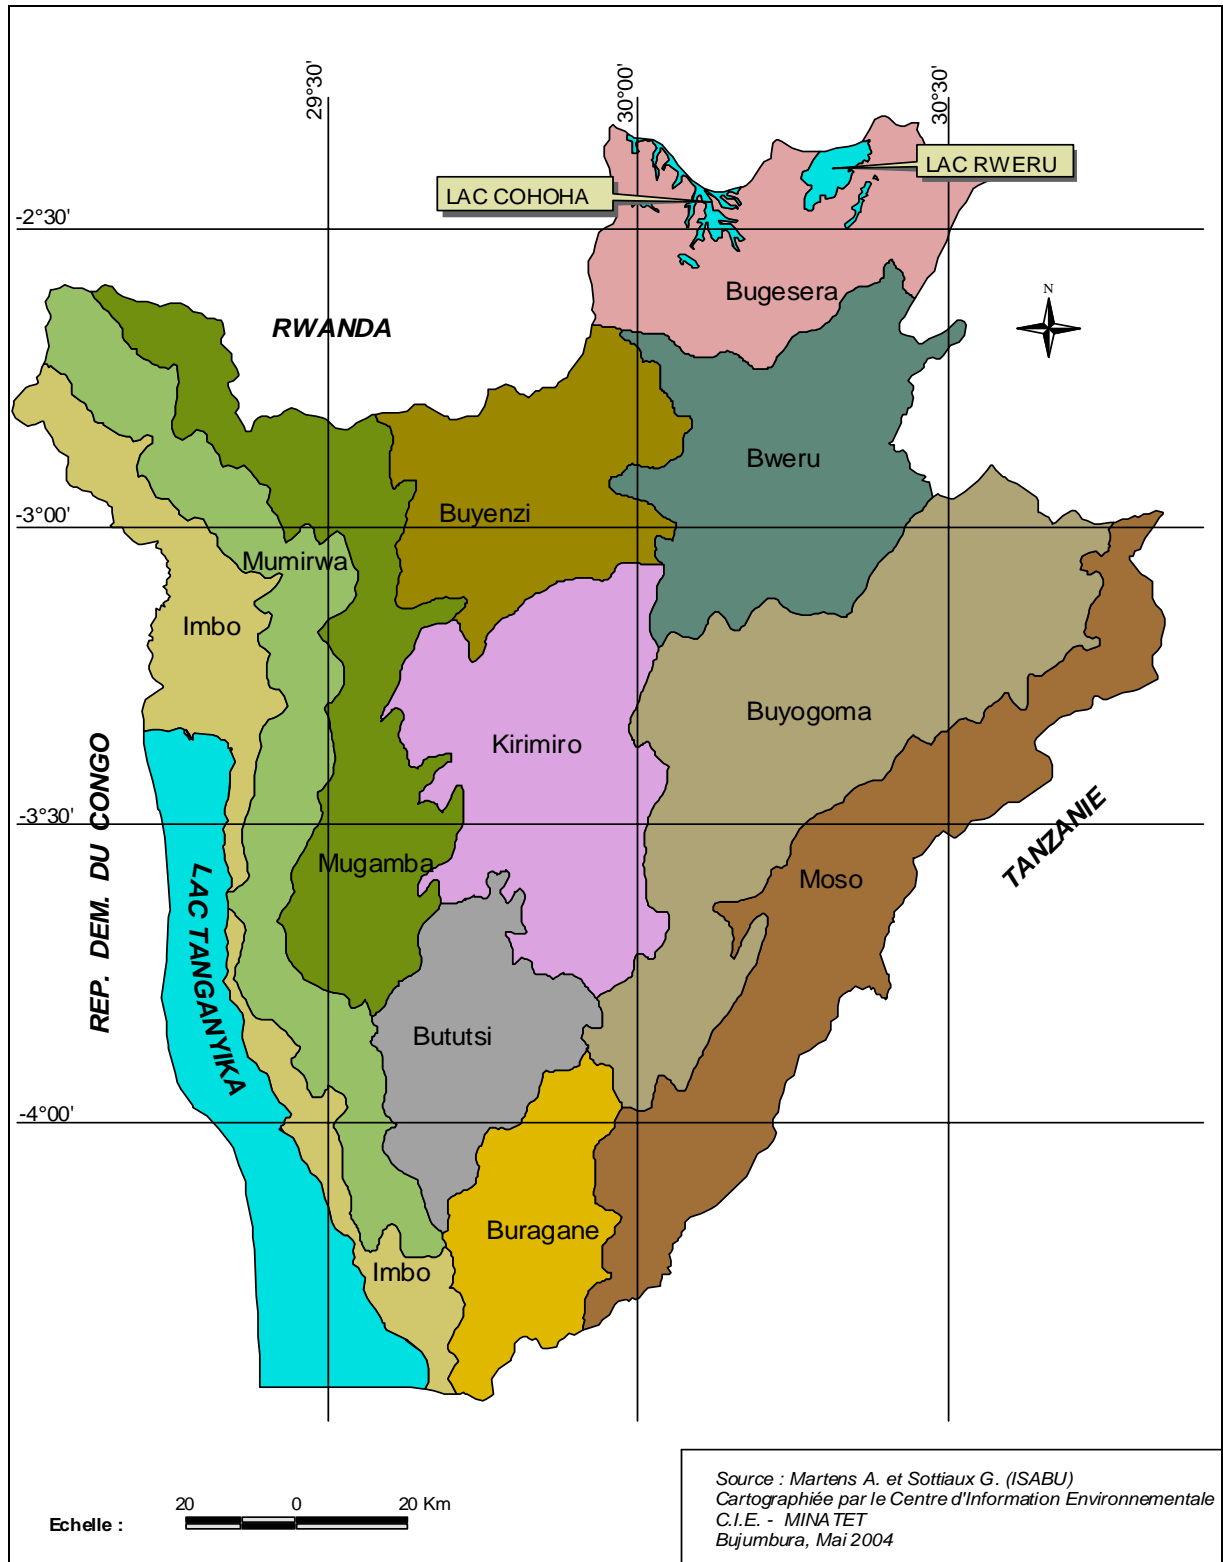 29°30'
30°00'
30°30'
LAC RWERU
LAC COHOHA
-2°30'
Bugesera
N
RWANDA
Bweru
Buyenzi
-3°00'
Mumirwa
Imbo
Buyogoma
Kirimiro
REP. DEM. DU CONGO
-3°30'
TANZANIE
Mugamba
Moso
LAC TANGANYIKA
Bututsi
-4°00'
Buragane
Imbo
20 0 20 Km
Echelle :
Source : Martens A. et Sottiaux G. (ISABU)
Cartographiée par le Centre d'Information Environnementale
C.I.E. - MINATET
Bujumbura, Mai 2004